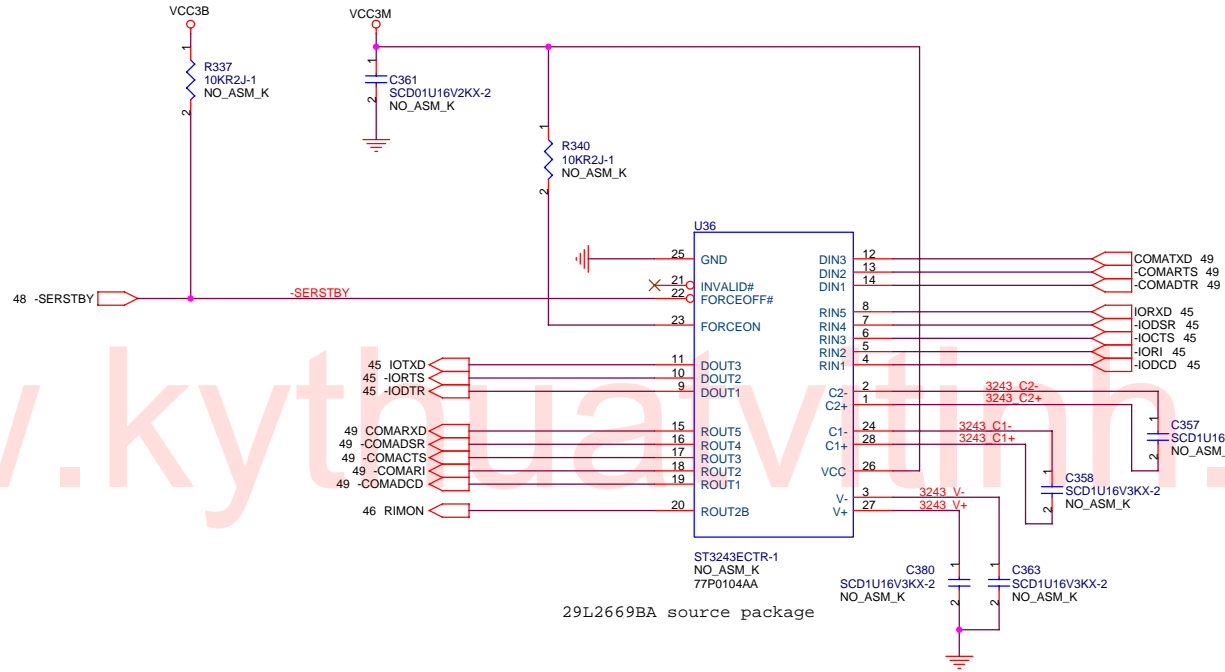 VCC3B
VCC3M
1
R337
10KR2J-1
NO_ASM_K
2
1
C361
SCD01U16V2KX-2
NO_ASM_K
2
1
R340
10KR2J-1
NO_ASM_K
2
U36
25 GND
21 INVALID#
22 FORCEOFF#
23 FORCEON
11 DOUT3
10 DOUT2
9 DOUT1
15 ROUT5
16 ROUT4
17 ROUT3
18 ROUT2
19 ROUT1
20 ROUT2B
DIN3 12
DIN2 13
DIN1 14
RIN5 8
RIN4 7
RIN3 6
RIN2 5
RIN1 4
C2- 2
C2+ 1
C1- 24
C1+ 28
VCC 26
V- 3
V+ 27
48 -SERSTBY
-SERSTBY
45 IOTXD
45 -IORTS
45 -IODTR
49 COMARXD
49 -COMADSR
49 -COMACTS
49 -COMARI
49 -COMADCD
46 RIMON
COMATXD 49
-COMARTS 49
-COMADTR 49
IORXD 45
-IODSR 45
-IOCTS 45
-IORI 45
-IODCD 45
3243_C2-
3243_C2+
3243_C1-
3243_C1+
3243_V-
3243_V+
1
C357
SCD1U16
NO_ASM_
2
1
C358
SCD1U16V3KX-2
NO_ASM_K
2
C380
SCD1U16V3KX-2
NO_ASM_K
1
2
C363
SCD1U16V3KX-2
NO_ASM_K
1
2
ST3243ECTR-1
NO_ASM_K
77P0104AA
29L2669BA source package
w.kythuatvitinh.